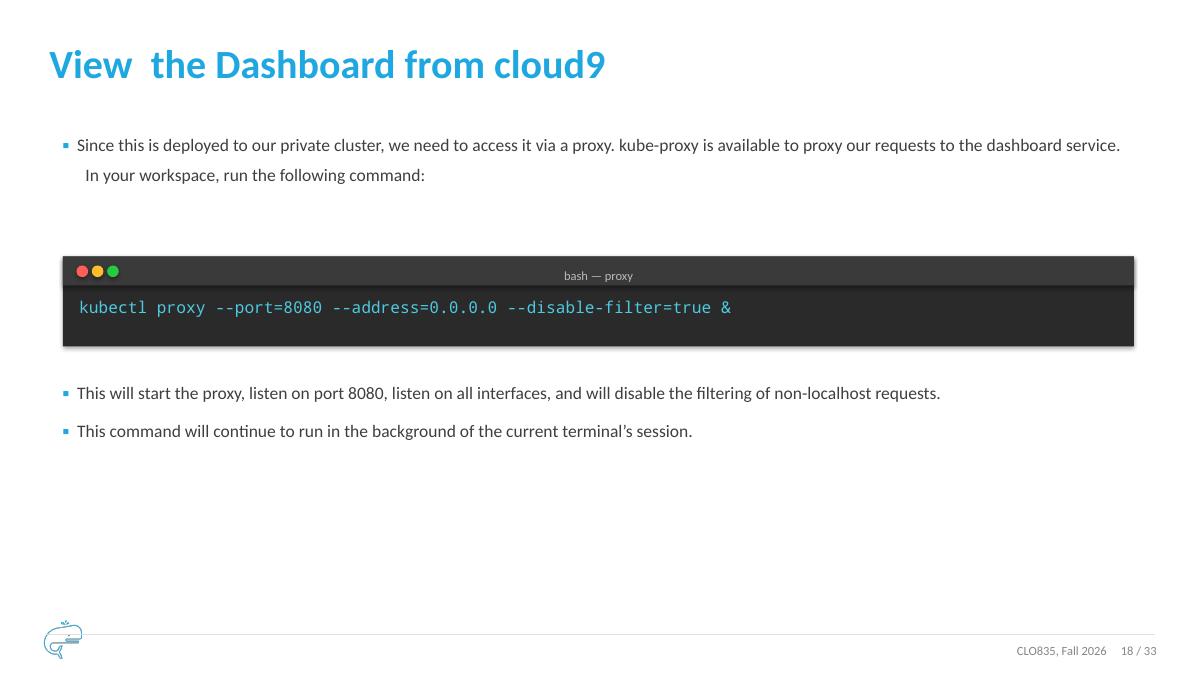 View  the Dashboard from cloud9
▪ Since this is deployed to our private cluster, we need to access it via a proxy. kube-proxy is available to proxy our requests to the dashboard service.
In your workspace, run the following command:
bash — proxy
kubectl proxy --port=8080 --address=0.0.0.0 --disable-filter=true &
▪ This will start the proxy, listen on port 8080, listen on all interfaces, and will disable the filtering of non-localhost requests.
▪ This command will continue to run in the background of the current terminal’s session.
CLO835, Fall 2026 18 / 33